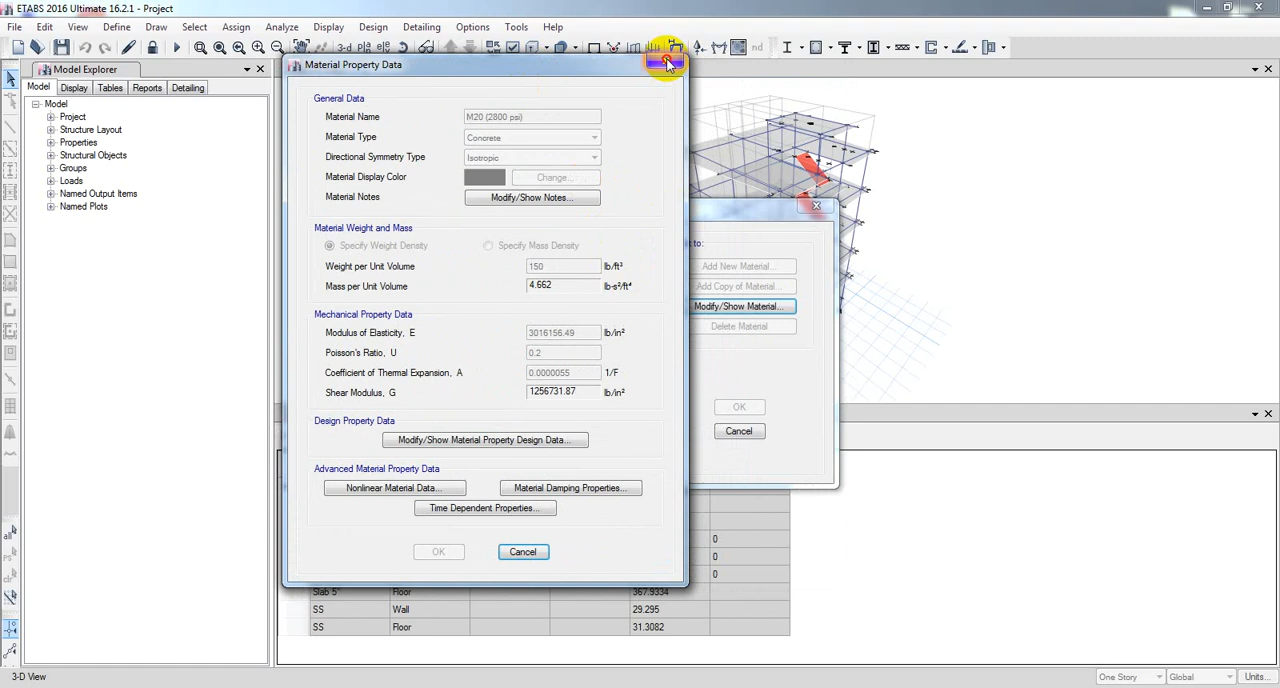 ETABS 2016 Ultimate 16.2.1 - Project
File Edit View Define Draw Select Assign Analyze Display Design Detailing Options Tools Help
3-d nd
Model Explorer
Model Display Tables Reports Detailing
Model
Project
Structure Layout
Properties
Structural Objects
Groups
Loads
Named Output Items
Named Plots
Material Property Data
General Data
Material Name M20 (2800 psi)
Material Type Concrete
Directional Symmetry Type Isotropic
Material Display Color Change...
Material Notes Modify/Show Notes...
Material Weight and Mass
Specify Weight Density Specify Mass Density
Weight per Unit Volume 150 lb/ft³
Mass per Unit Volume 4.662 lb-s²/ft⁴
Mechanical Property Data
Modulus of Elasticity, E 3016156.49 lb/in²
Poisson's Ratio, U 0.2
Coefficient of Thermal Expansion, A 0.0000055 1/F
Shear Modulus, G 1256731.87 lb/in²
Design Property Data
Modify/Show Material Property Design Data...
Advanced Material Property Data
Nonlinear Material Data... Material Damping Properties...
Time Dependent Properties...
OK Cancel
to:
Add New Material...
Add Copy of Material...
Modify/Show Material...
Delete Material
OK
Cancel
0
0
0
Slab 5" Floor 367.9334
SS Wall 29.295
SS Floor 31.3082
all
PS
clr
3-D View One Story Global Units...